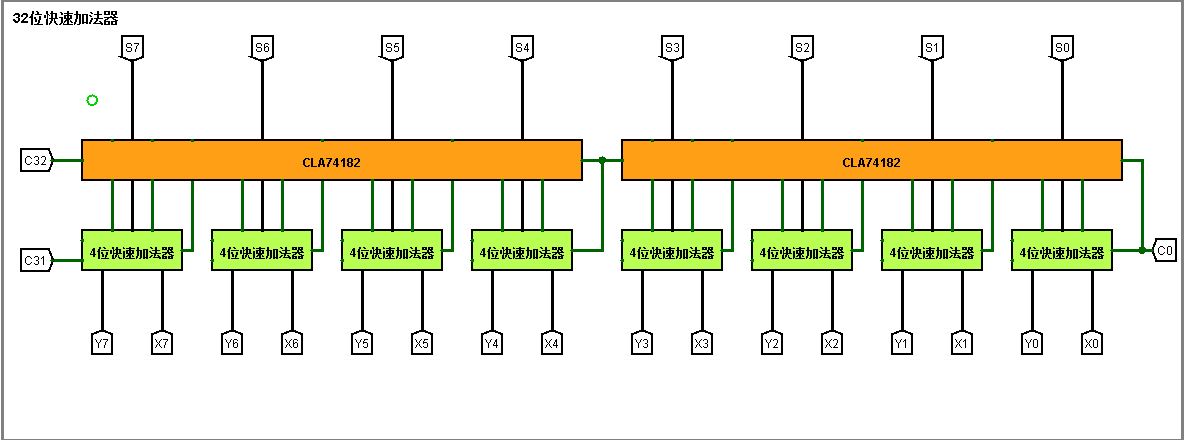 32位快速加法器
S7 S6 S5 S4 S3 S2 S1 S0
C32 CLA74182 CLA74182
C31 4位快速加法器 4位快速加法器 4位快速加法器 4位快速加法器 4位快速加法器 4位快速加法器 4位快速加法器 4位快速加法器 C0
Y7 X7 Y6 X6 Y5 X5 Y4 X4 Y3 X3 Y2 X2 Y1 X1 Y0 X0